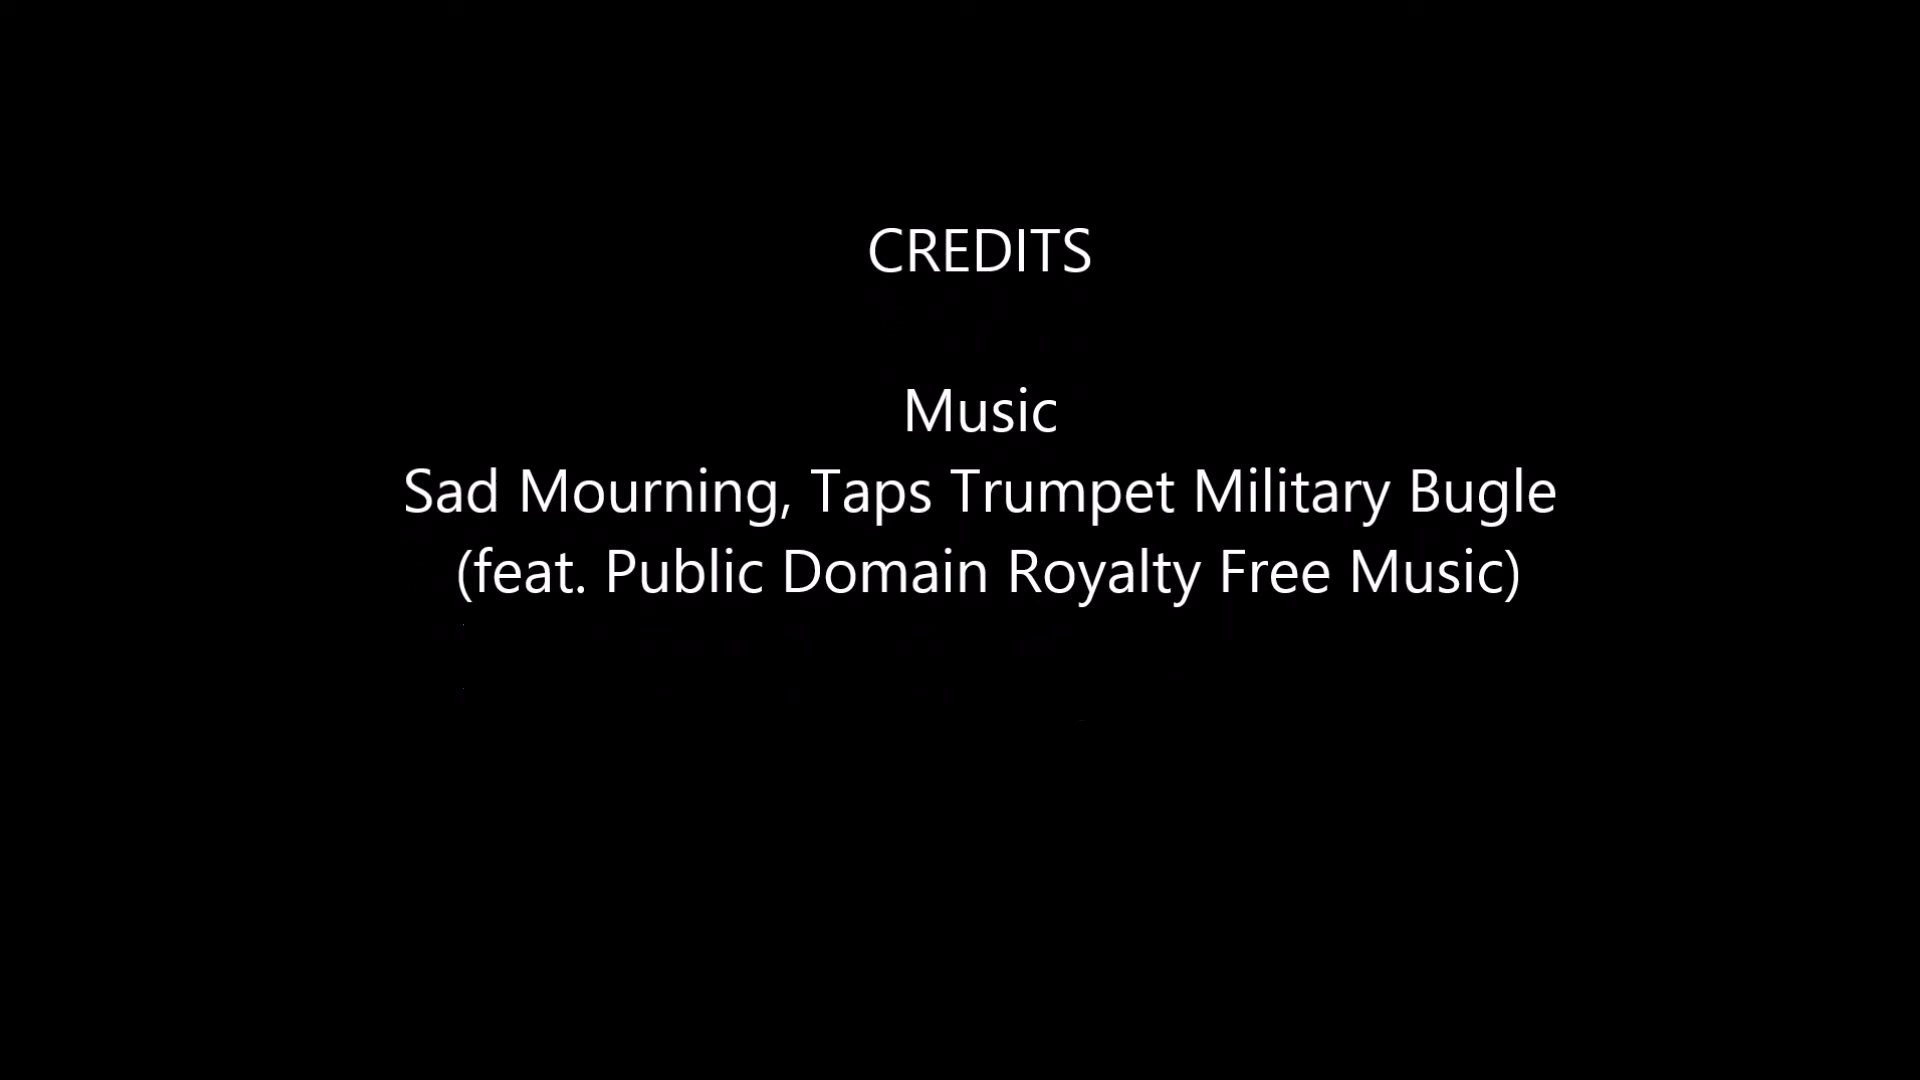 CREDITS
Music
Sad Mourning, Taps Trumpet Military Bugle
(feat. Public Domain Royalty Free Music)